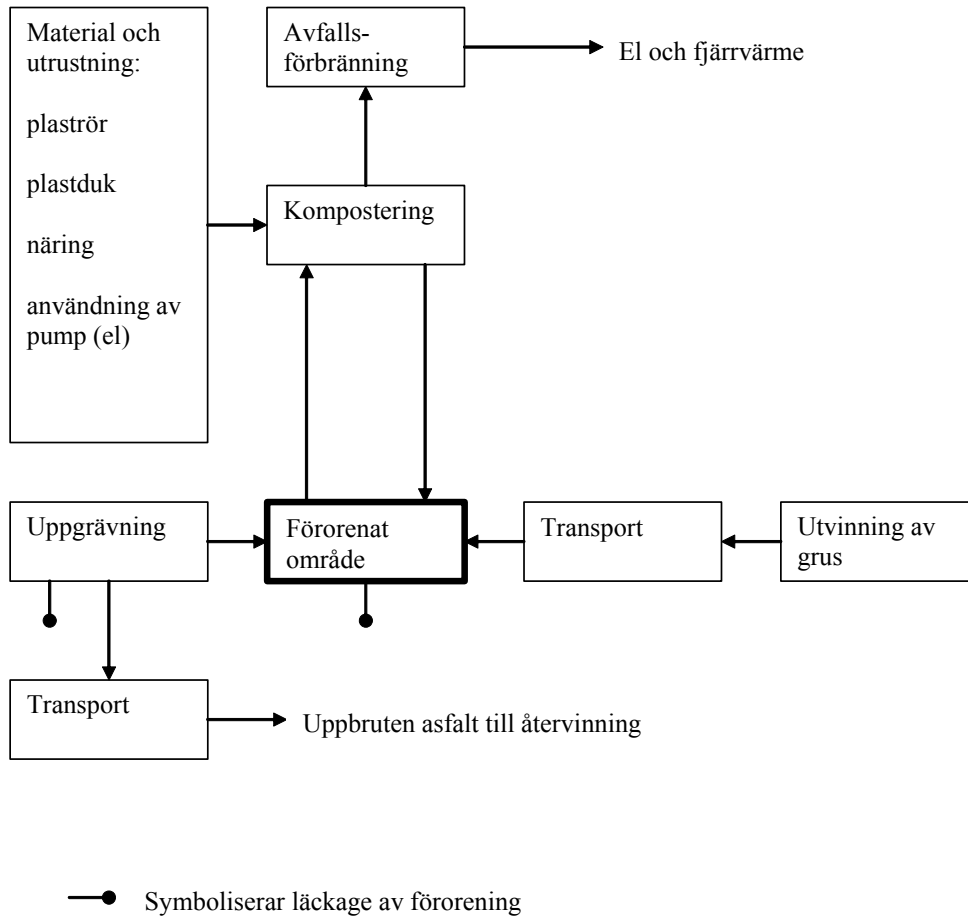 Material och
utrustning:
plaströr
plastduk
näring
användning av
pump (el)
Avfalls-
förbränning
El och fjärrvärme
Kompostering
Uppgrävning
Förorenat
område
Transport
Utvinning av
grus
Transport
Uppbruten asfalt till återvinning
Symboliserar läckage av förorening